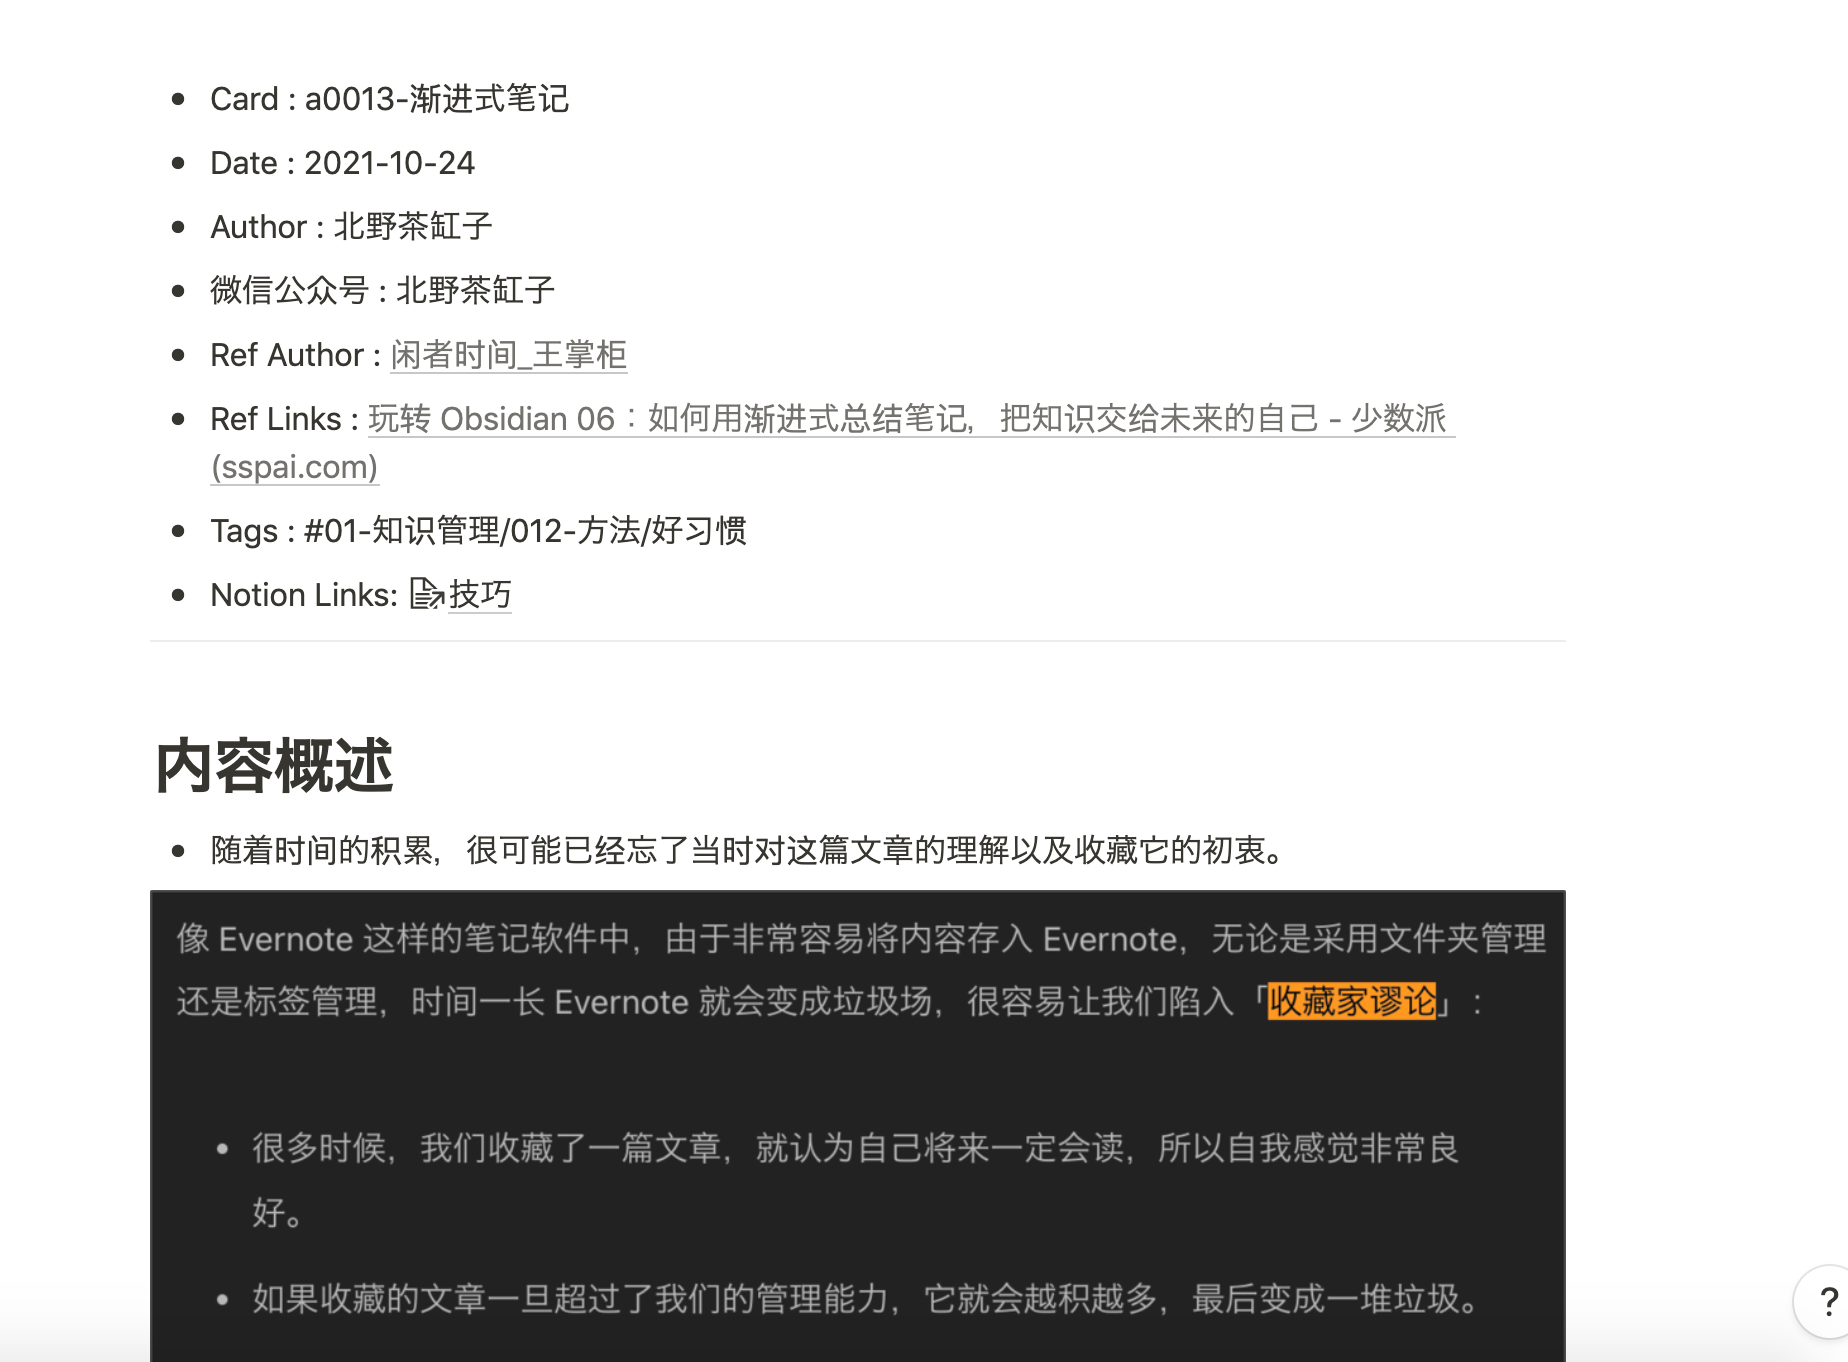 • Card : a0013-渐进式笔记
• Date : 2021-10-24
• Author : 北野茶缸子
• 微信公众号 : 北野茶缸子
• Ref Author : 闲者时间_王掌柜
• Ref Links : 玩转 Obsidian 06：如何用渐进式总结笔记，把知识交给未来的自己 - 少数派
(sspai.com)
• Tags : #01-知识管理/012-方法/好习惯
• Notion Links: 技巧
内容概述
• 随着时间的积累，很可能已经忘了当时对这篇文章的理解以及收藏它的初衷。
像 Evernote 这样的笔记软件中，由于非常容易将内容存入 Evernote，无论是采用文件夹管理
还是标签管理，时间一长 Evernote 就会变成垃圾场，很容易让我们陷入「收藏家谬论」：
• 很多时候，我们收藏了一篇文章，就认为自己将来一定会读，所以自我感觉非常良
好。
• 如果收藏的文章一旦超过了我们的管理能力，它就会越积越多，最后变成一堆垃圾。
?